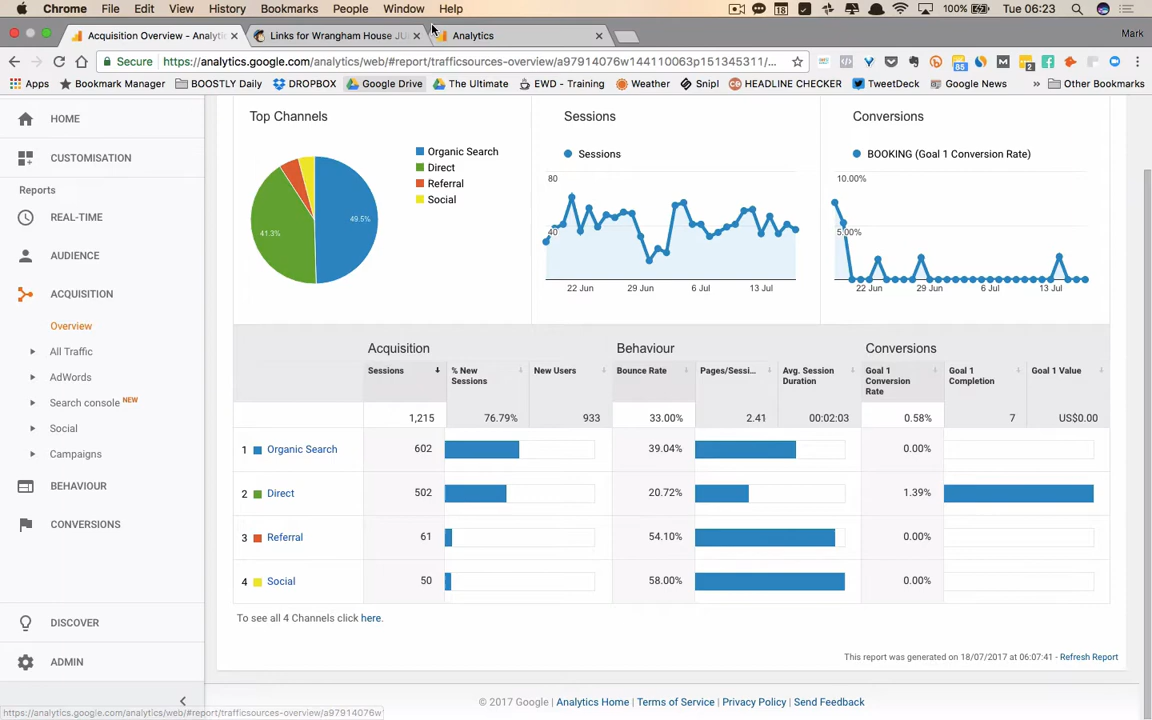 Chrome File Edit View History Bookmarks People Window Help 18 100% Tue 06:23
Acquisition Overview - Analytic Links for Wrangham House JU Analytics Mark
Secure https://analytics.google.com/analytics/web/#report/trafficsources-overview/a97914076w144110063p151345311/...
Apps Bookmark Manager BOOSTLY Daily DROPBOX Google Drive The Ultimate EWD - Training Weather Snipl HEADLINE CHECKER TweetDeck Google News » Other Bookmarks
HOME
CUSTOMISATION
Reports
REAL-TIME
AUDIENCE
ACQUISITION
Overview
All Traffic
AdWords
Search console NEW
Social
Campaigns
BEHAVIOUR
CONVERSIONS
DISCOVER
ADMIN
Top Channels
Organic Search
Direct
Referral
Social
49.5%
41.3%
Sessions
Sessions
80
40
22 Jun 29 Jun 6 Jul 13 Jul
Conversions
BOOKING (Goal 1 Conversion Rate)
10.00%
5.00%
22 Jun 29 Jun 6 Jul 13 Jul
Acquisition Behaviour Conversions
Sessions % New Sessions New Users Bounce Rate Pages/Sessi... Avg. Session Duration Goal 1 Conversion Rate Goal 1 Completion Goal 1 Value
1,215 76.79% 933 33.00% 2.41 00:02:03 0.58% 7 US$0.00
1 Organic Search 602 39.04% 0.00%
2 Direct 502 20.72% 1.39%
3 Referral 61 54.10% 0.00%
4 Social 50 58.00% 0.00%
To see all 4 Channels click here.
This report was generated on 18/07/2017 at 06:07:41 - Refresh Report
© 2017 Google Analytics Home Terms of Service Privacy Policy Send Feedback
https://analytics.google.com/analytics/web/#report/trafficsources-overview/a97914076w